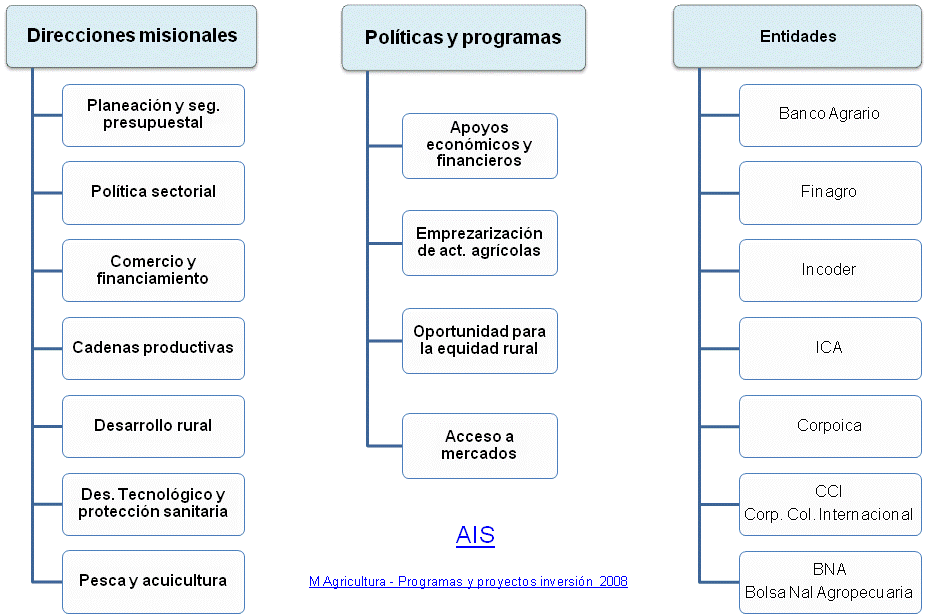 Direcciones misionales
Planeación y seg.
presupuestal
Política sectorial
Comercio y
financiamiento
Cadenas productivas
Desarrollo rural
Des. Tecnológico y
protección sanitaria
Pesca y acuicultura
Políticas y programas
Apoyos
económicos y
financieros
Emprezarización
de act. agrícolas
Oportunidad para
la equidad rural
Acceso a
mercados
AIS
M Agricultura - Programas y proyectos inversión 2008
Entidades
Banco Agrario
Finagro
Incoder
ICA
Corpoica
CCI
Corp. Col. Internacional
BNA
Bolsa Nal Agropecuaria